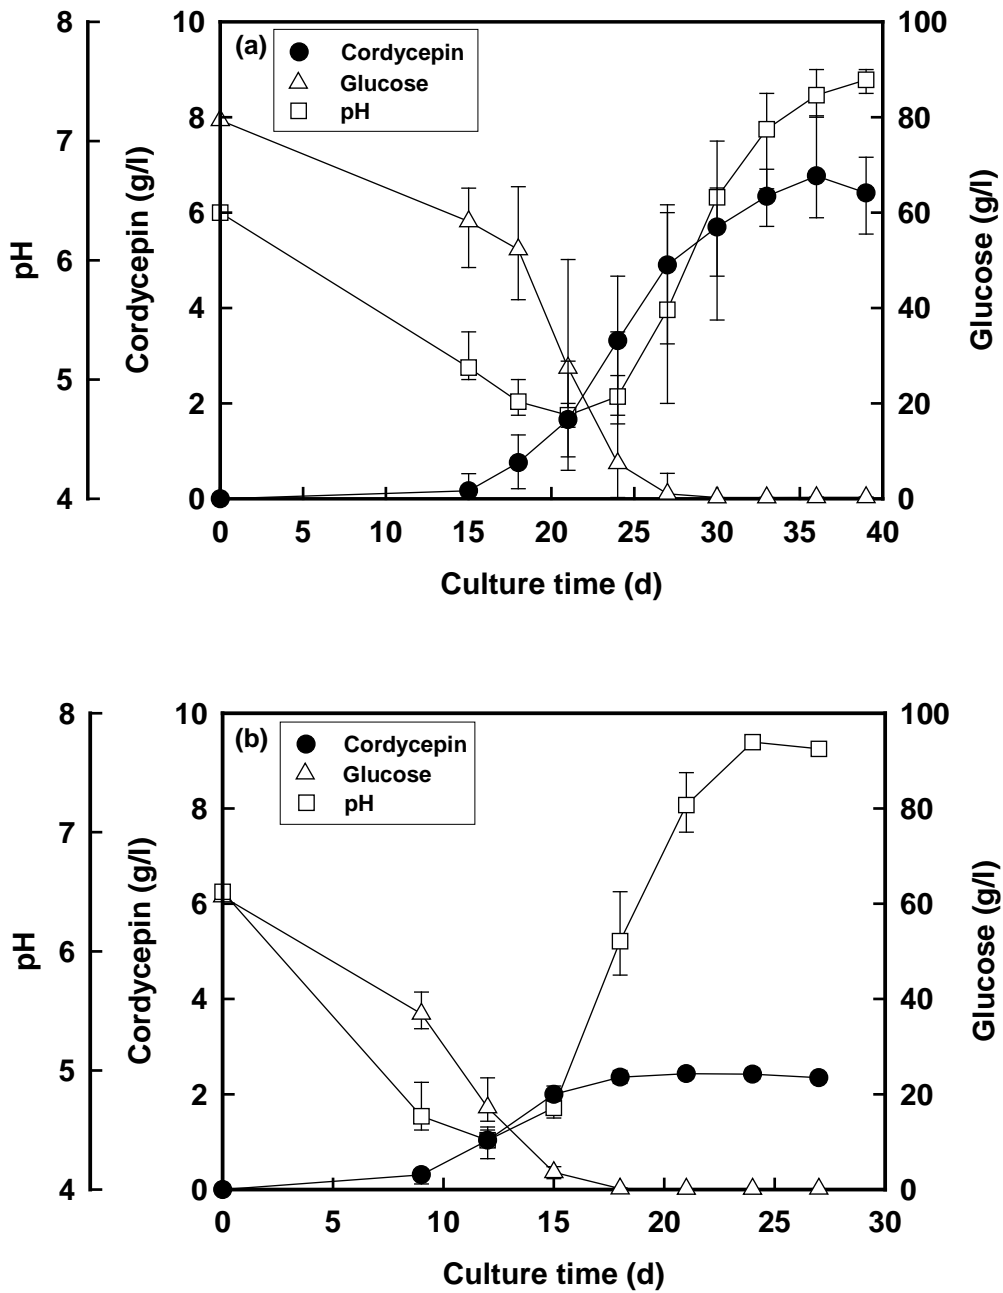 (a)
Cordycepin
Glucose
pH
8
7
6
5
4
pH
10
8
6
4
2
0
Cordycepin (g/l)
100
80
60
40
20
0
Glucose (g/l)
0 5 10 15 20 25 30 35 40
Culture time (d)
(b)
Cordycepin
Glucose
pH
8
7
6
5
4
pH
10
8
6
4
2
0
Cordycepin (g/l)
100
80
60
40
20
0
Glucose (g/l)
0 5 10 15 20 25 30
Culture time (d)